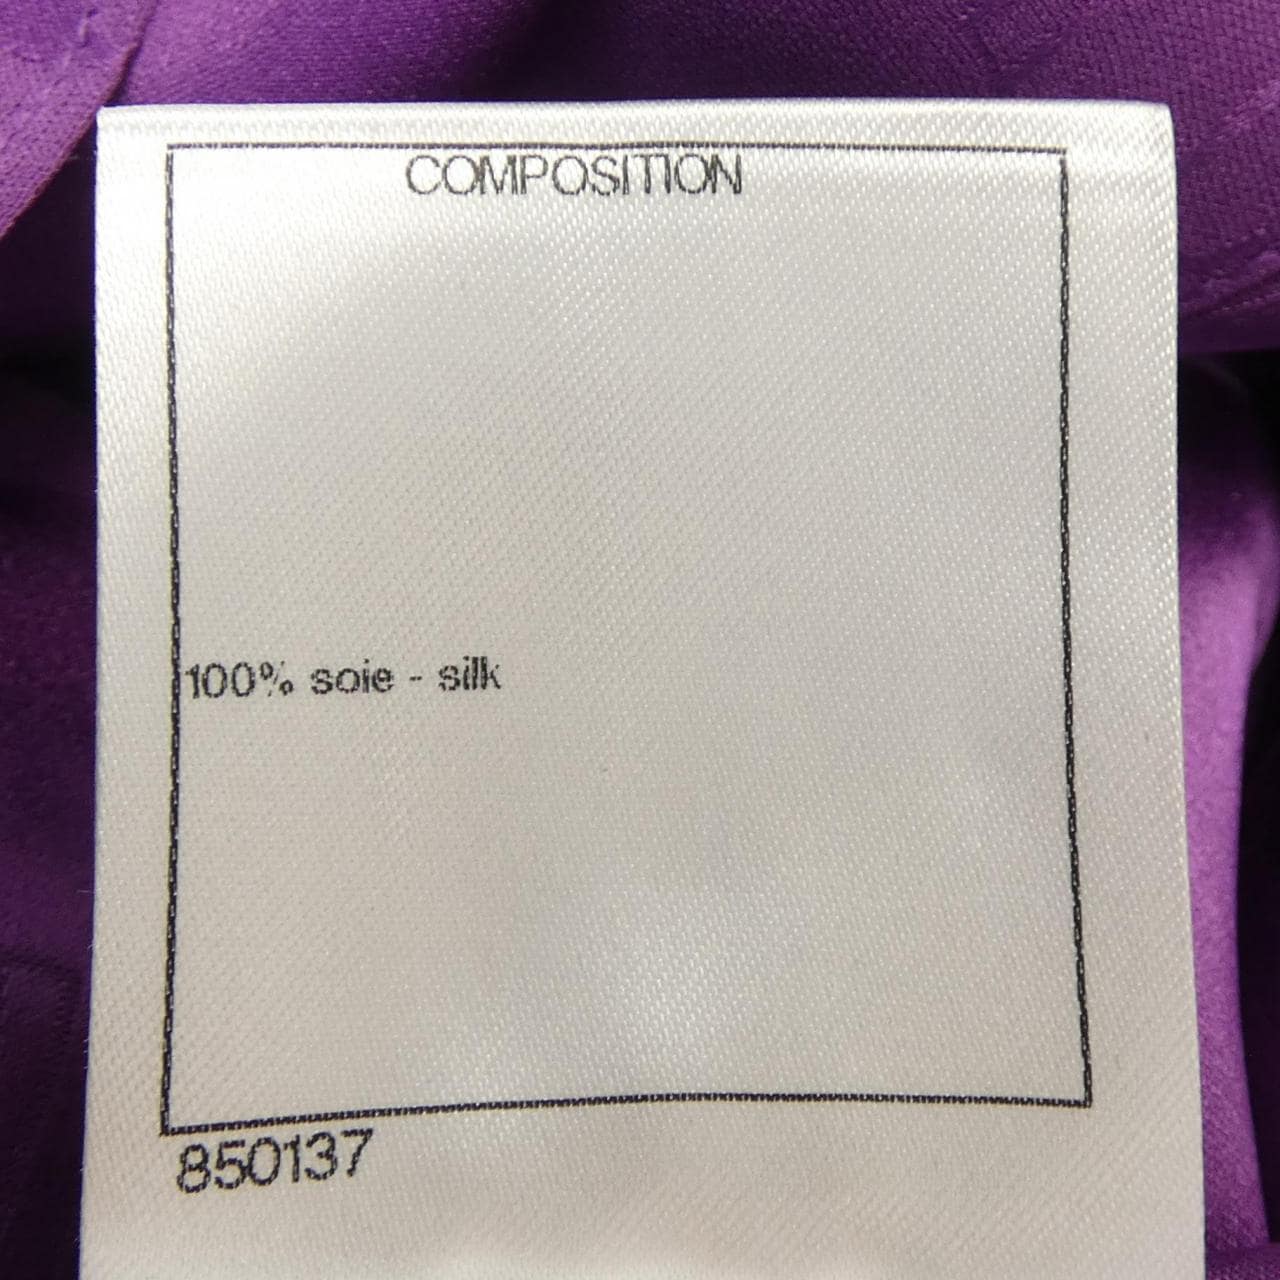 COMPOSITION
100% soie - silk
850137